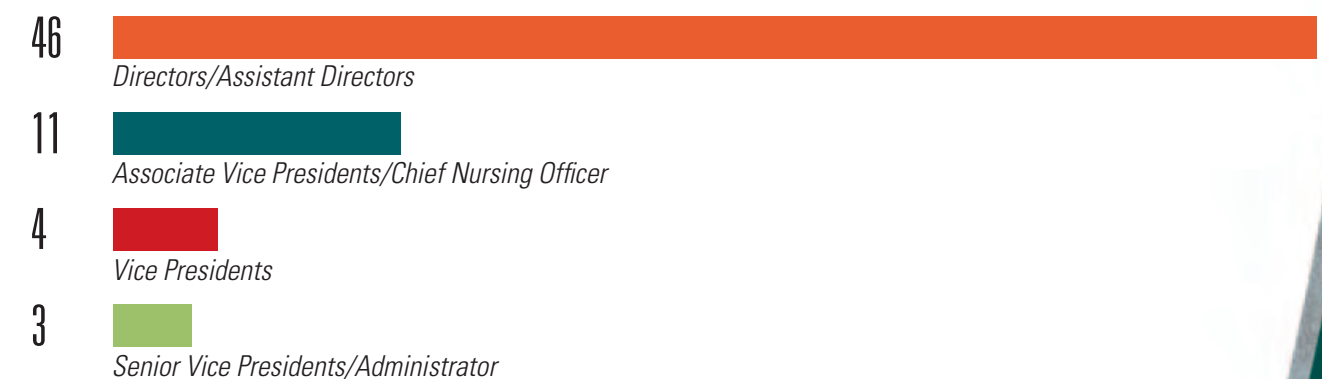 46
Directors/Assistant Directors
11
Associate Vice Presidents/Chief Nursing Officer
4
Vice Presidents
3
Senior Vice Presidents/Administrator